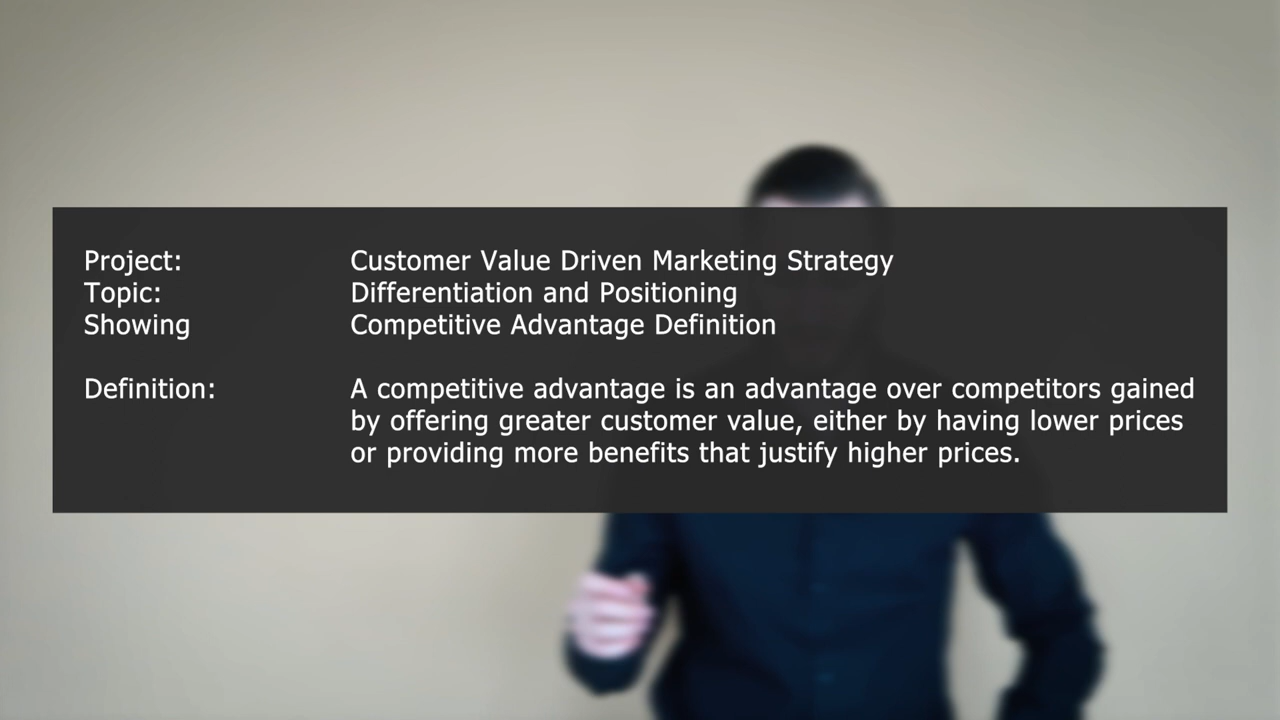 Project: Customer Value Driven Marketing Strategy
Topic: Differentiation and Positioning
Showing Competitive Advantage Definition
Definition: A competitive advantage is an advantage over competitors gained
by offering greater customer value, either by having lower prices
or providing more benefits that justify higher prices.